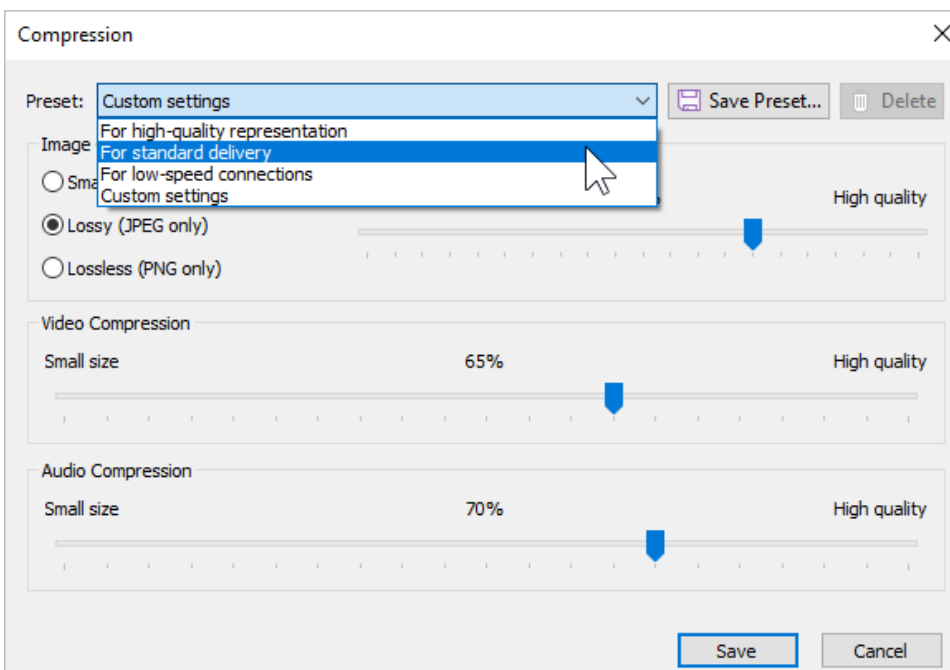 Compression
Preset: Custom settings Save Preset... Delete
For high-quality representation
For standard delivery
For low-speed connections
Custom settings
Image
High quality
Lossy (JPEG only)
Lossless (PNG only)
Video Compression
Small size 65% High quality
Audio Compression
Small size 70% High quality
Save Cancel